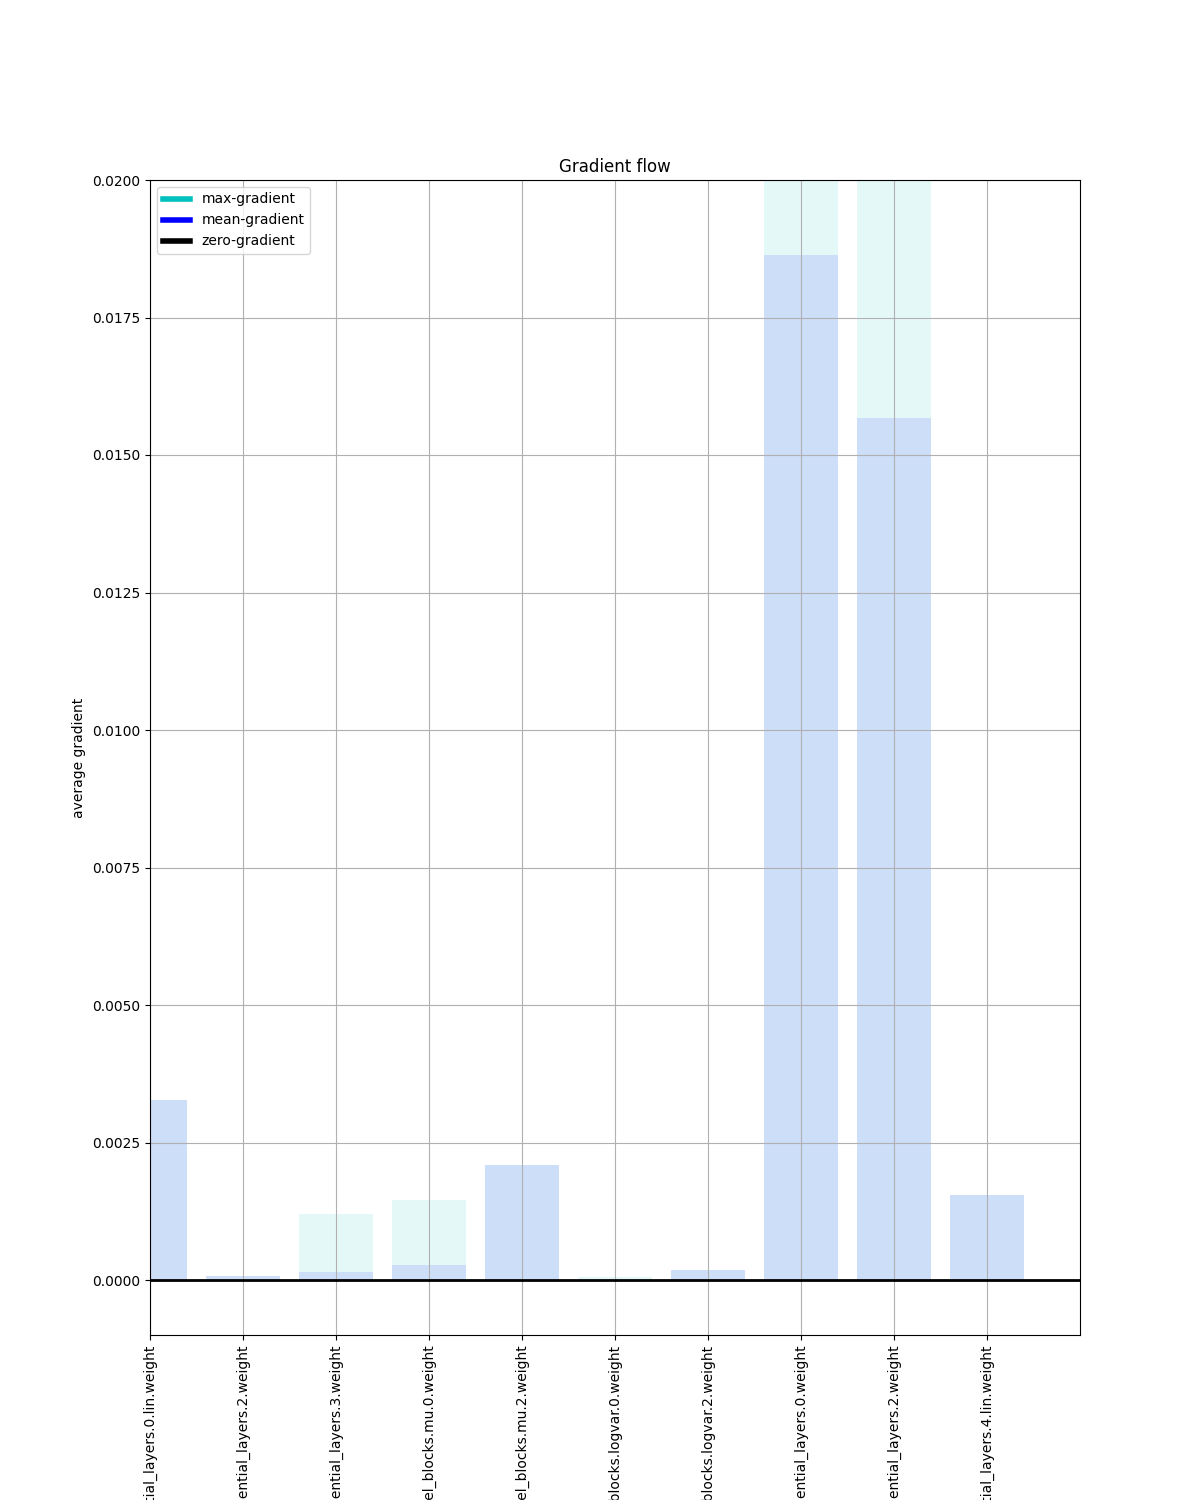 Gradient flow
max-gradient
mean-gradient
zero-gradient
0.0200
0.0175
0.0150
0.0125
0.0100
0.0075
0.0050
0.0025
0.0000
average gradient
tial_layers.0.lin.weight
ential_layers.2.weight
ential_layers.3.weight
el_blocks.mu.0.weight
el_blocks.mu.2.weight
blocks.logvar.0.weight
blocks.logvar.2.weight
ential_layers.0.weight
ential_layers.2.weight
tial_layers.4.lin.weight